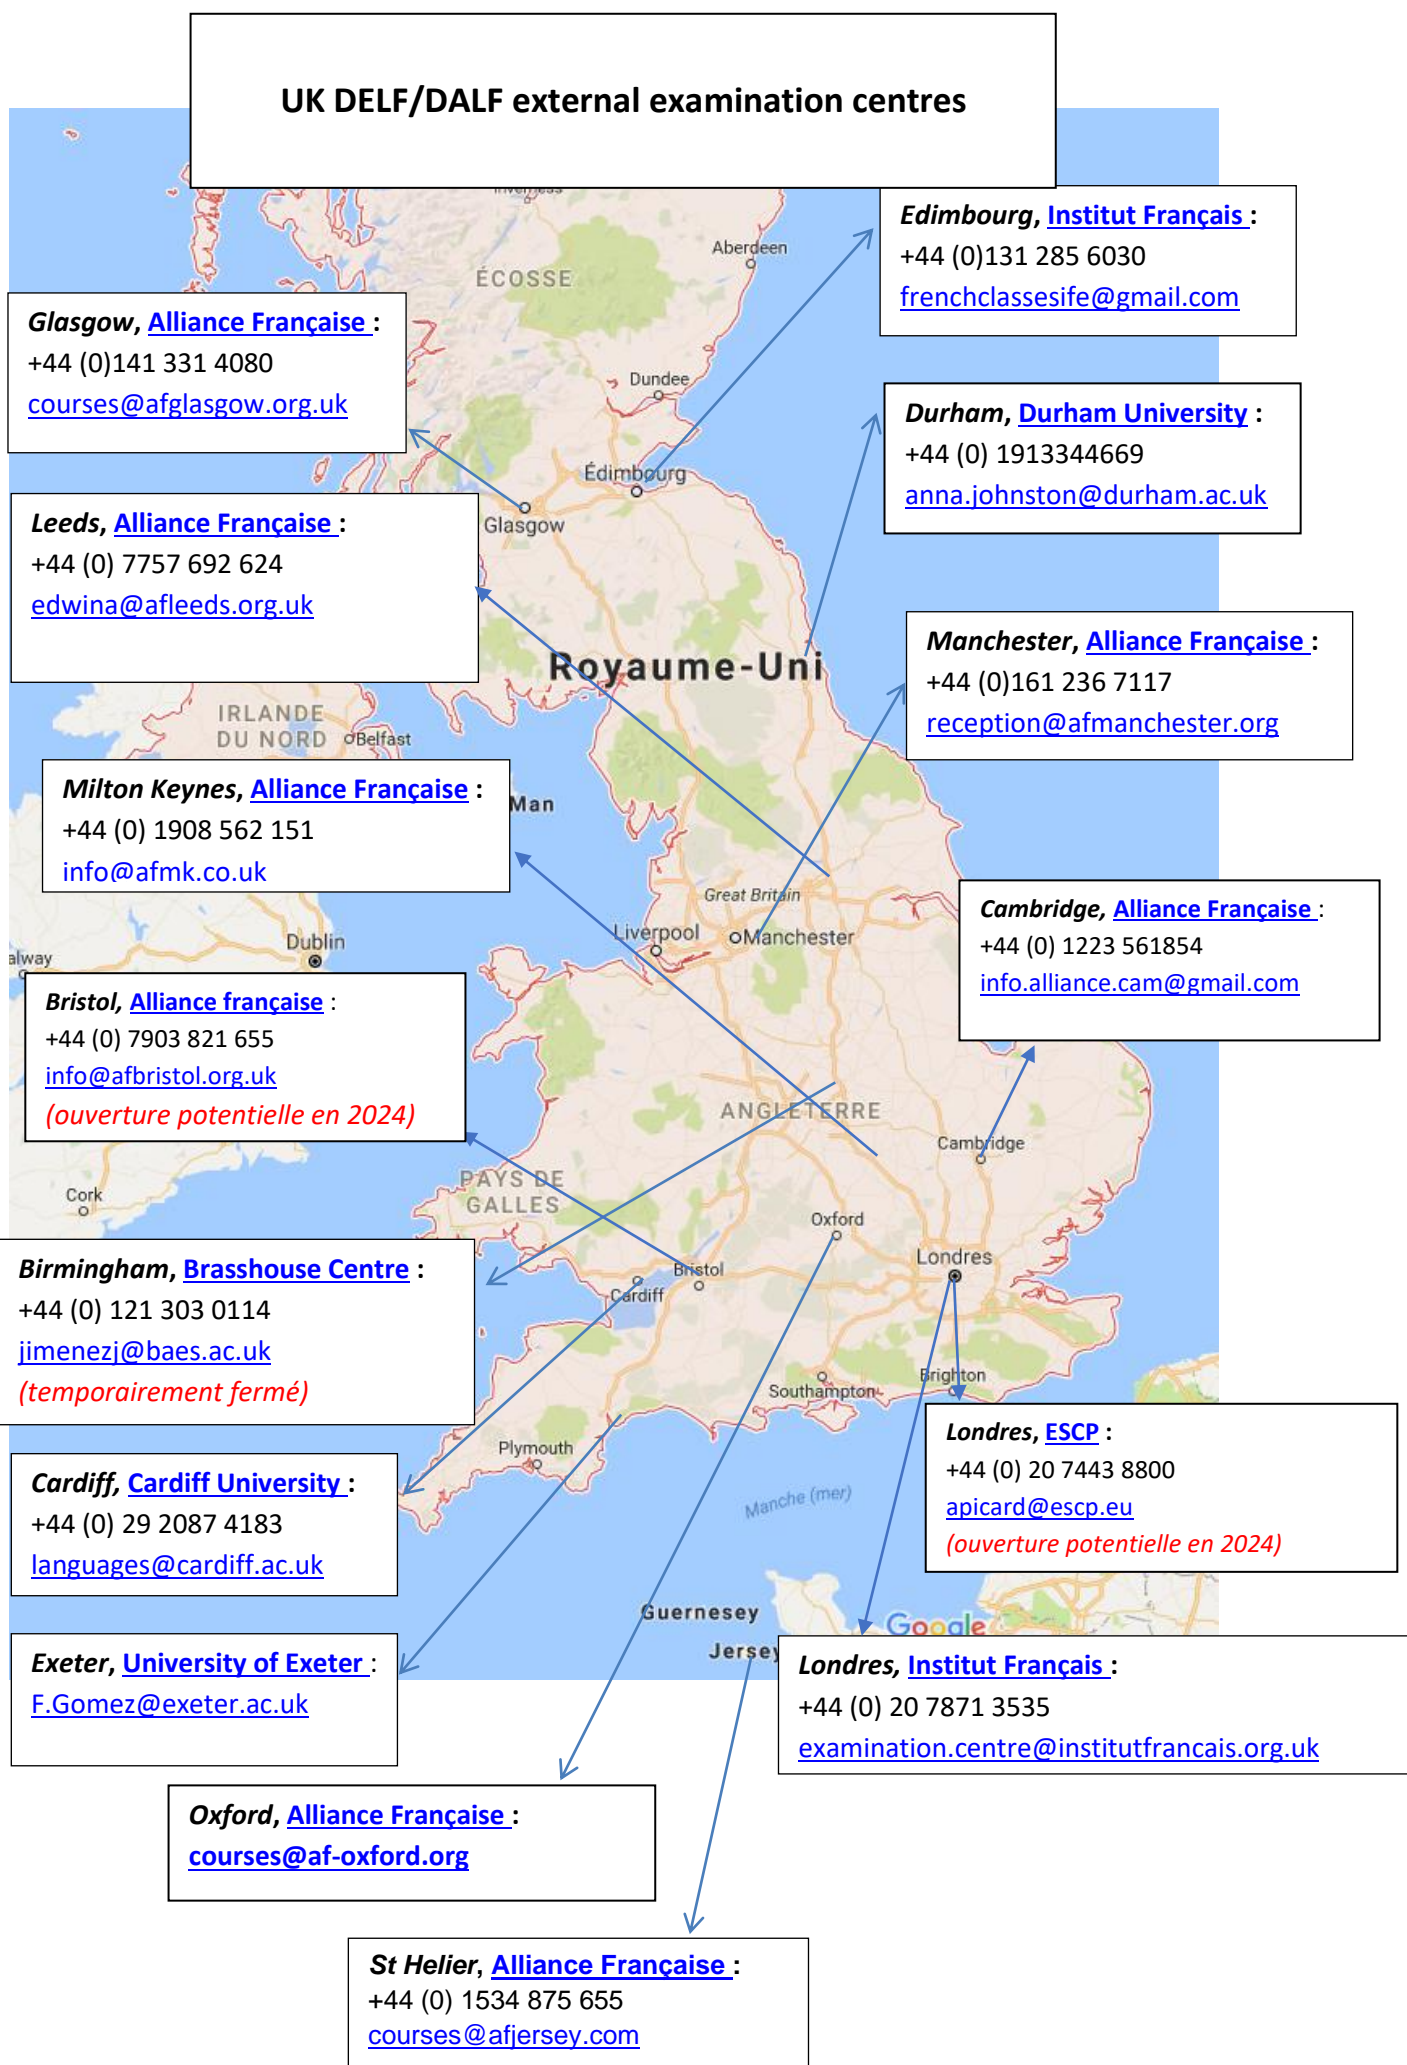 UK DELF/DALF external examination centres
Inverness
Aberdeen
ÉCOSSE
Edimbourg, Institut Français :
+44 (0)131 285 6030
frenchclassesife@gmail.com
Glasgow, Alliance Française :
+44 (0)141 331 4080
courses@afglasgow.org.uk
Dundee
Durham, Durham University :
+44 (0) 1913344669
anna.johnston@durham.ac.uk
Édimbourg
Glasgow
Leeds, Alliance Française :
+44 (0) 7757 692 624
edwina@afleeds.org.uk
Royaume-Uni
Manchester, Alliance Française :
+44 (0)161 236 7117
reception@afmanchester.org
IRLANDE
DU NORD
Belfast
Milton Keynes, Alliance Française :
+44 (0) 1908 562 151
info@afmk.co.uk
Man
Great Britain
Liverpool
Manchester
Cambridge, Alliance Française :
+44 (0) 1223 561854
info.alliance.cam@gmail.com
Dublin
alway
Bristol, Alliance française :
+44 (0) 7903 821 655
info@afbristol.org.uk
(ouverture potentielle en 2024)
ANGLETERRE
Cambridge
PAYS DE
GALLES
Cork
Oxford
Londres
Bristol
Cardiff
Birmingham, Brasshouse Centre :
+44 (0) 121 303 0114
jimenezj@baes.ac.uk
(temporairement fermé)
Brighton
Southampton
Plymouth
Londres, ESCP :
+44 (0) 20 7443 8800
apicard@escp.eu
(ouverture potentielle en 2024)
Cardiff, Cardiff University :
+44 (0) 29 2087 4183
languages@cardiff.ac.uk
Manche (mer)
Guernesey
Google
Jersey
Exeter, University of Exeter :
F.Gomez@exeter.ac.uk
Londres, Institut Français :
+44 (0) 20 7871 3535
examination.centre@institutfrancais.org.uk
Oxford, Alliance Française :
courses@af-oxford.org
St Helier, Alliance Française :
+44 (0) 1534 875 655
courses@afjersey.com